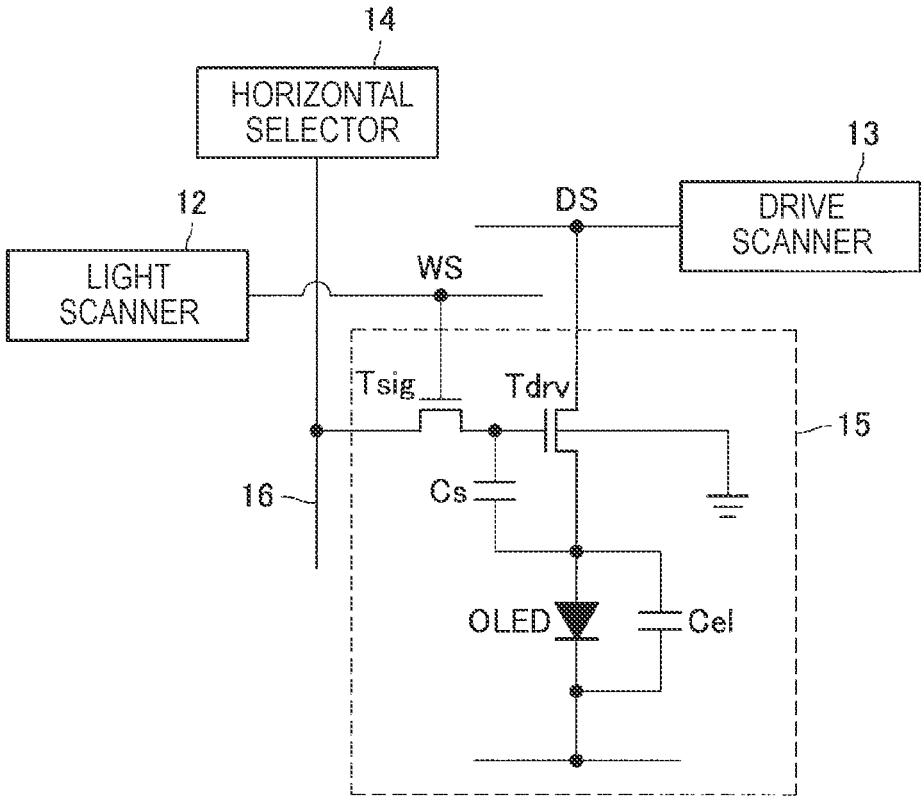 14
HORIZONTAL
SELECTOR
13
DRIVE
SCANNER
DS
12
LIGHT
SCANNER
WS
Tsig
Tdrv
15
16
Cs
OLED
Cel